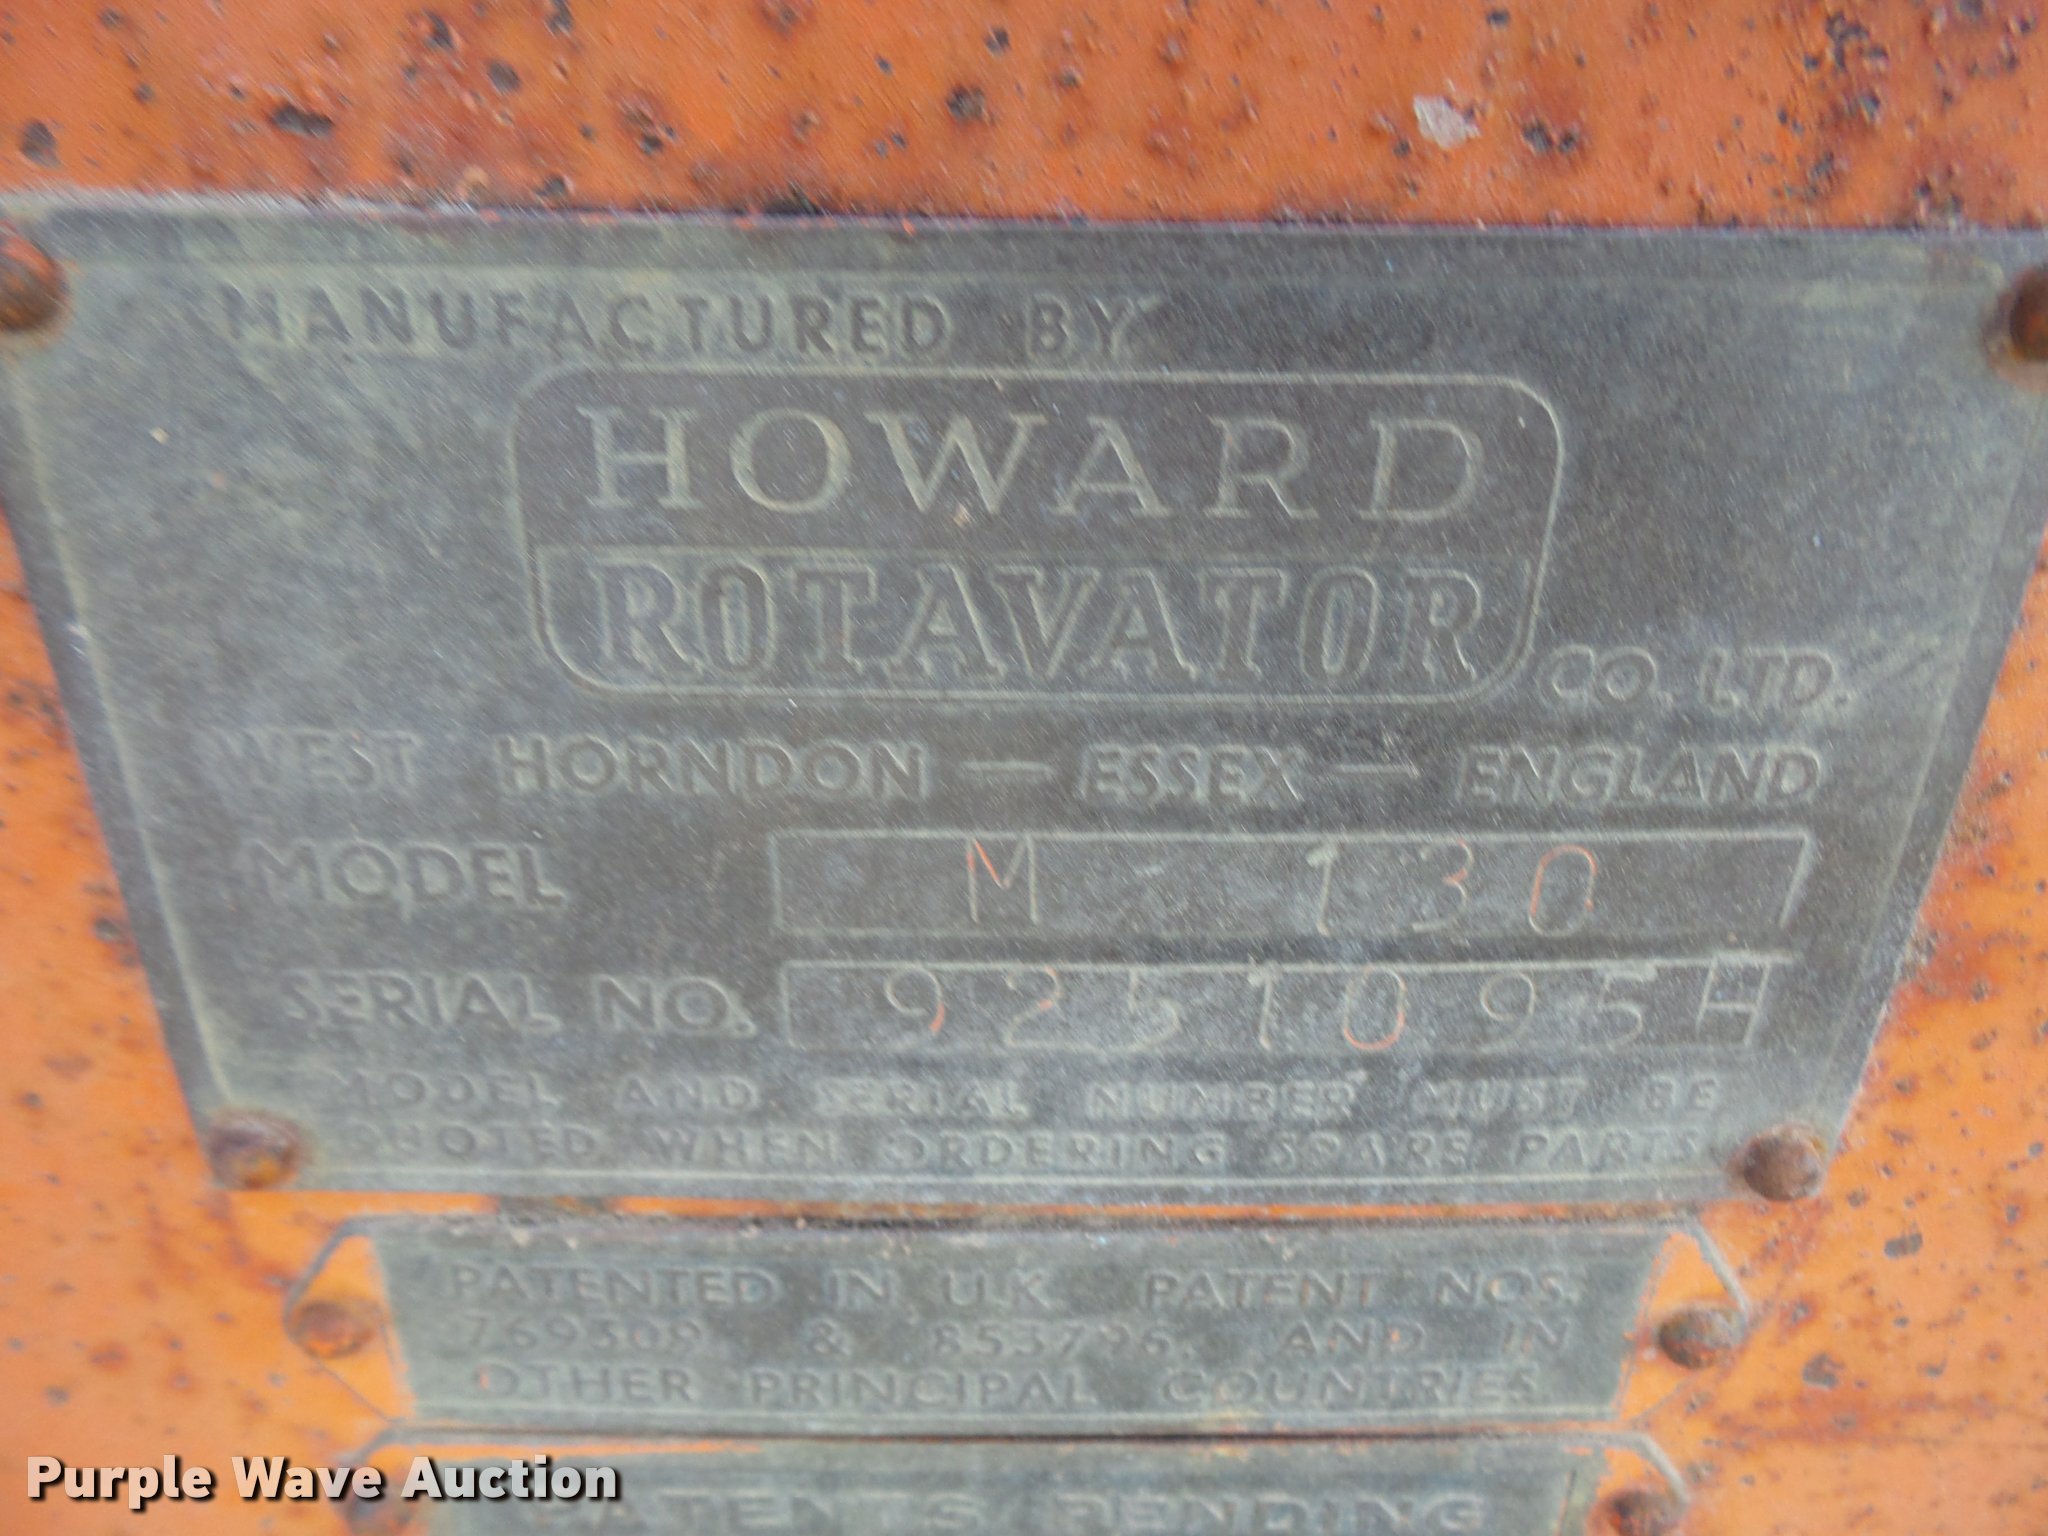 MANUFACTURED BY
HOWARD
ROTAVATOR CO. LTD.
WEST HORNDON — ESSEX — ENGLAND
MODEL M 130
SERIAL NO. 9251095H
MODEL AND SERIAL NUMBER MUST BE
QUOTED WHEN ORDERING SPARE PARTS.
PATENTED IN U.K. PATENT NOS.
769309 & 853796. AND IN
OTHER PRINCIPAL COUNTRIES
PATENTS PENDING
Purple Wave Auction